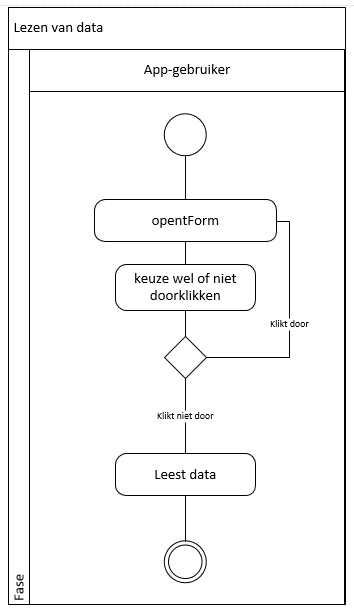 Lezen van data
App-gebruiker
opentForm
keuze wel of niet
doorklikken
Klikt door
Klikt niet door
Leest data
Fase